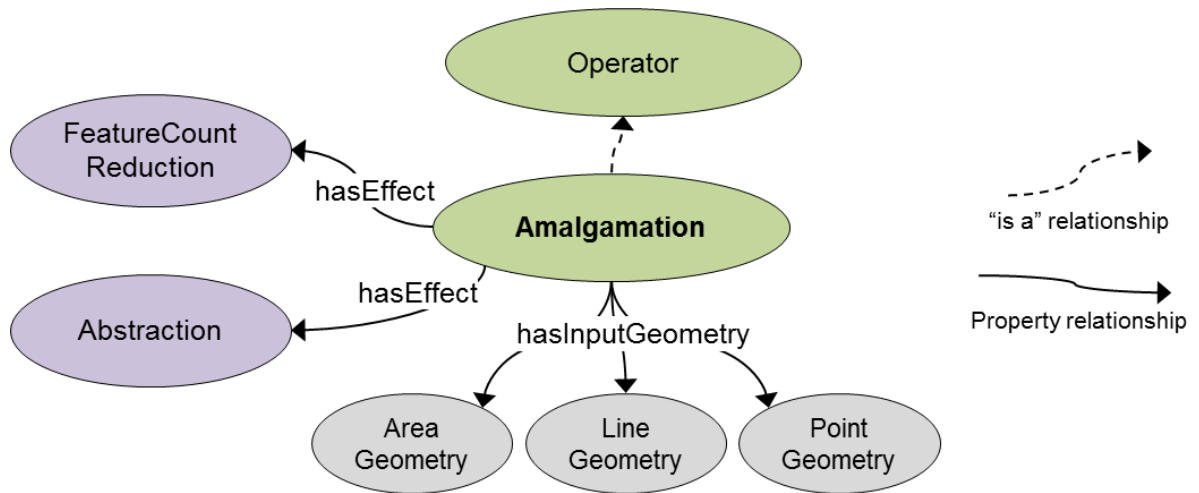 Operator
FeatureCount
Reduction
hasEffect
Amalgamation
“is a” relationship
hasEffect
Abstraction
hasInputGeometry
Property relationship
Area
Geometry
Line
Geometry
Point
Geometry